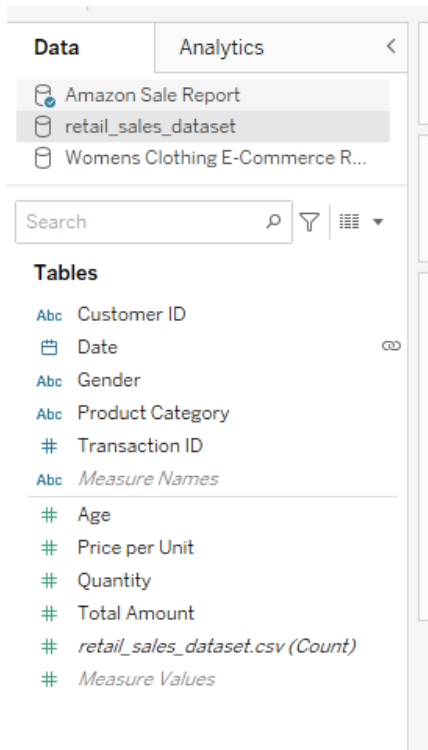 Data Analytics
Amazon Sale Report
retail_sales_dataset
Womens Clothing E-Commerce R...
Search
Tables
Abc Customer ID
Date
Abc Gender
Abc Product Category
# Transaction ID
Abc Measure Names
# Age
# Price per Unit
# Quantity
# Total Amount
# retail_sales_dataset.csv (Count)
# Measure Values